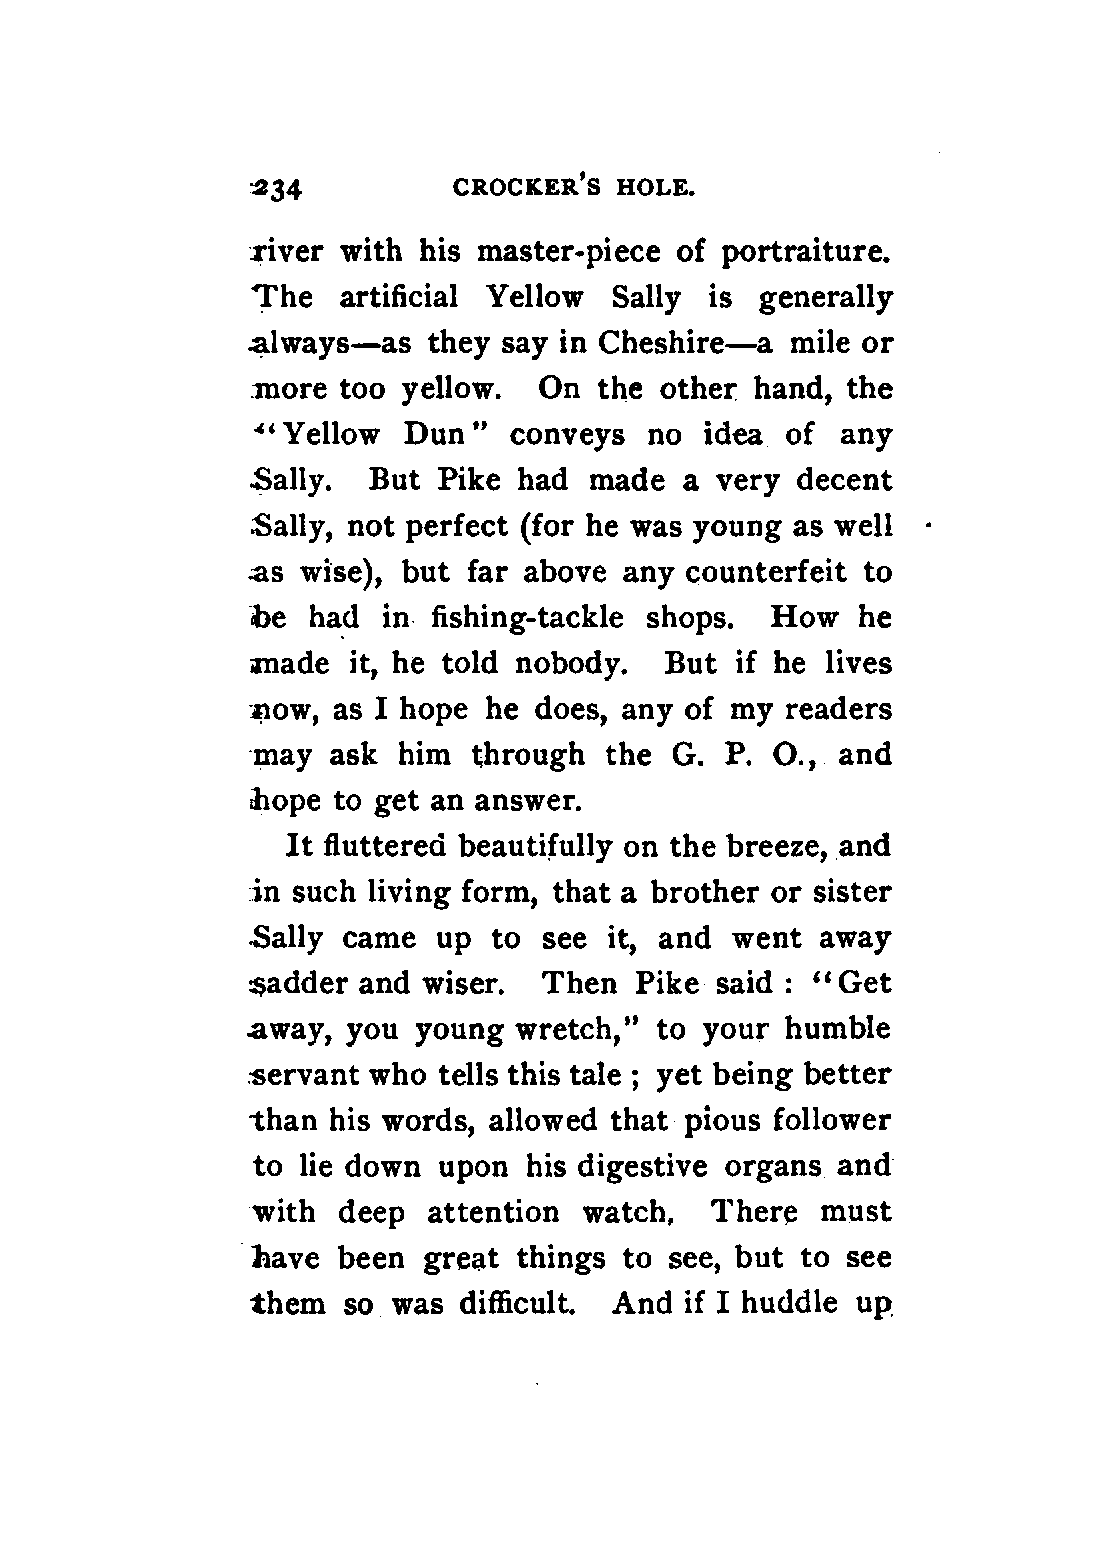 234 CROCKER'S HOLE.
river with his master-piece of portraiture.
The artificial Yellow Sally is generally
always—as they say in Cheshire—a mile or
more too yellow. On the other hand, the
“Yellow Dun” conveys no idea of any
Sally. But Pike had made a very decent
Sally, not perfect (for he was young as well
as wise), but far above any counterfeit to
be had in fishing-tackle shops. How he
made it, he told nobody. But if he lives
now, as I hope he does, any of my readers
may ask him through the G. P. O., and
hope to get an answer.
It fluttered beautifully on the breeze, and
in such living form, that a brother or sister
Sally came up to see it, and went away
sadder and wiser. Then Pike said : “Get
away, you young wretch,” to your humble
servant who tells this tale ; yet being better
than his words, allowed that pious follower
to lie down upon his digestive organs and
with deep attention watch. There must
have been great things to see, but to see
them so was difficult. And if I huddle up